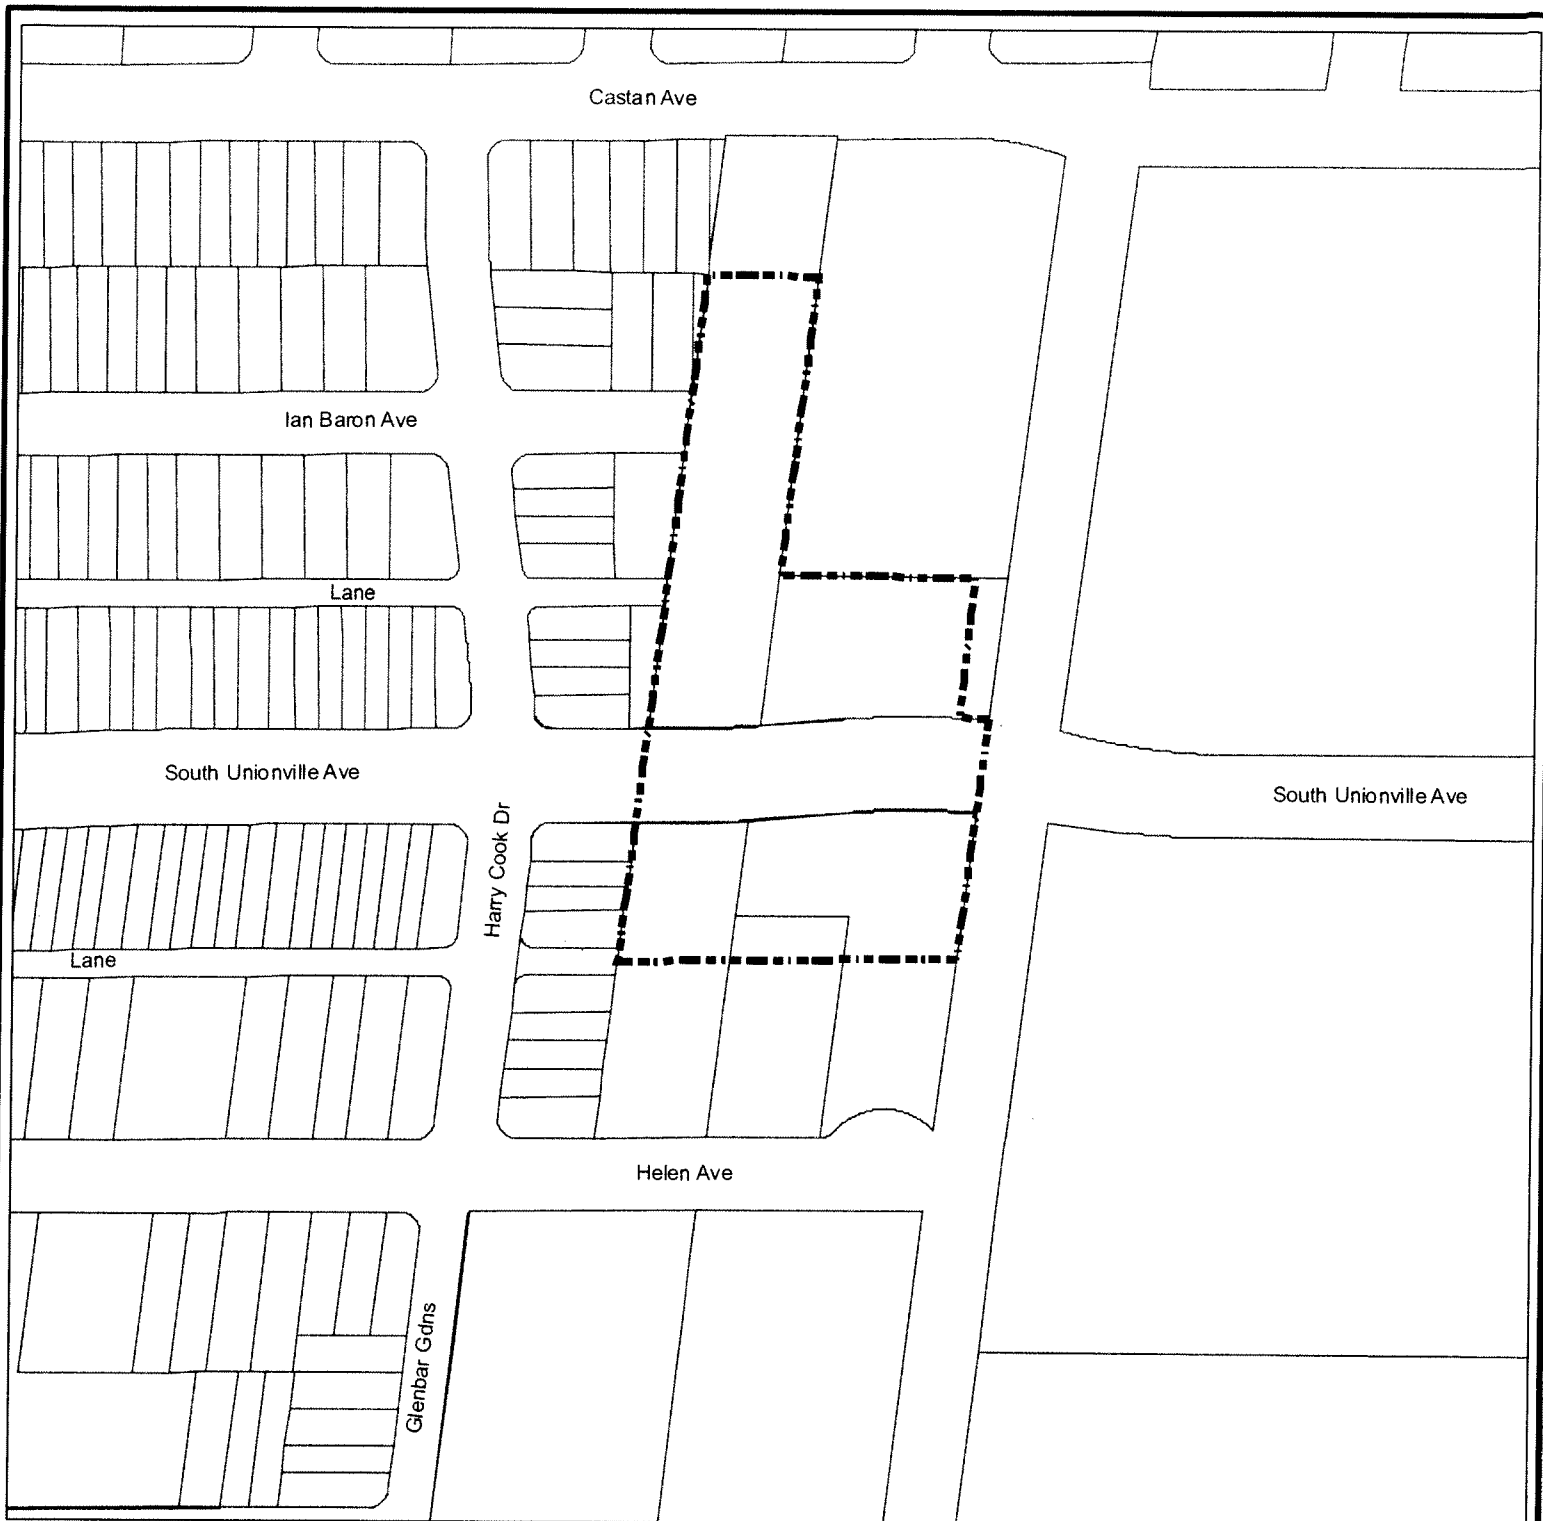 Castan Ave
Ian Baron Ave
Lane
South Unionville Ave
South Unionville Ave
Harry Cook Dr
Lane
Helen Ave
Glenbar Gdns